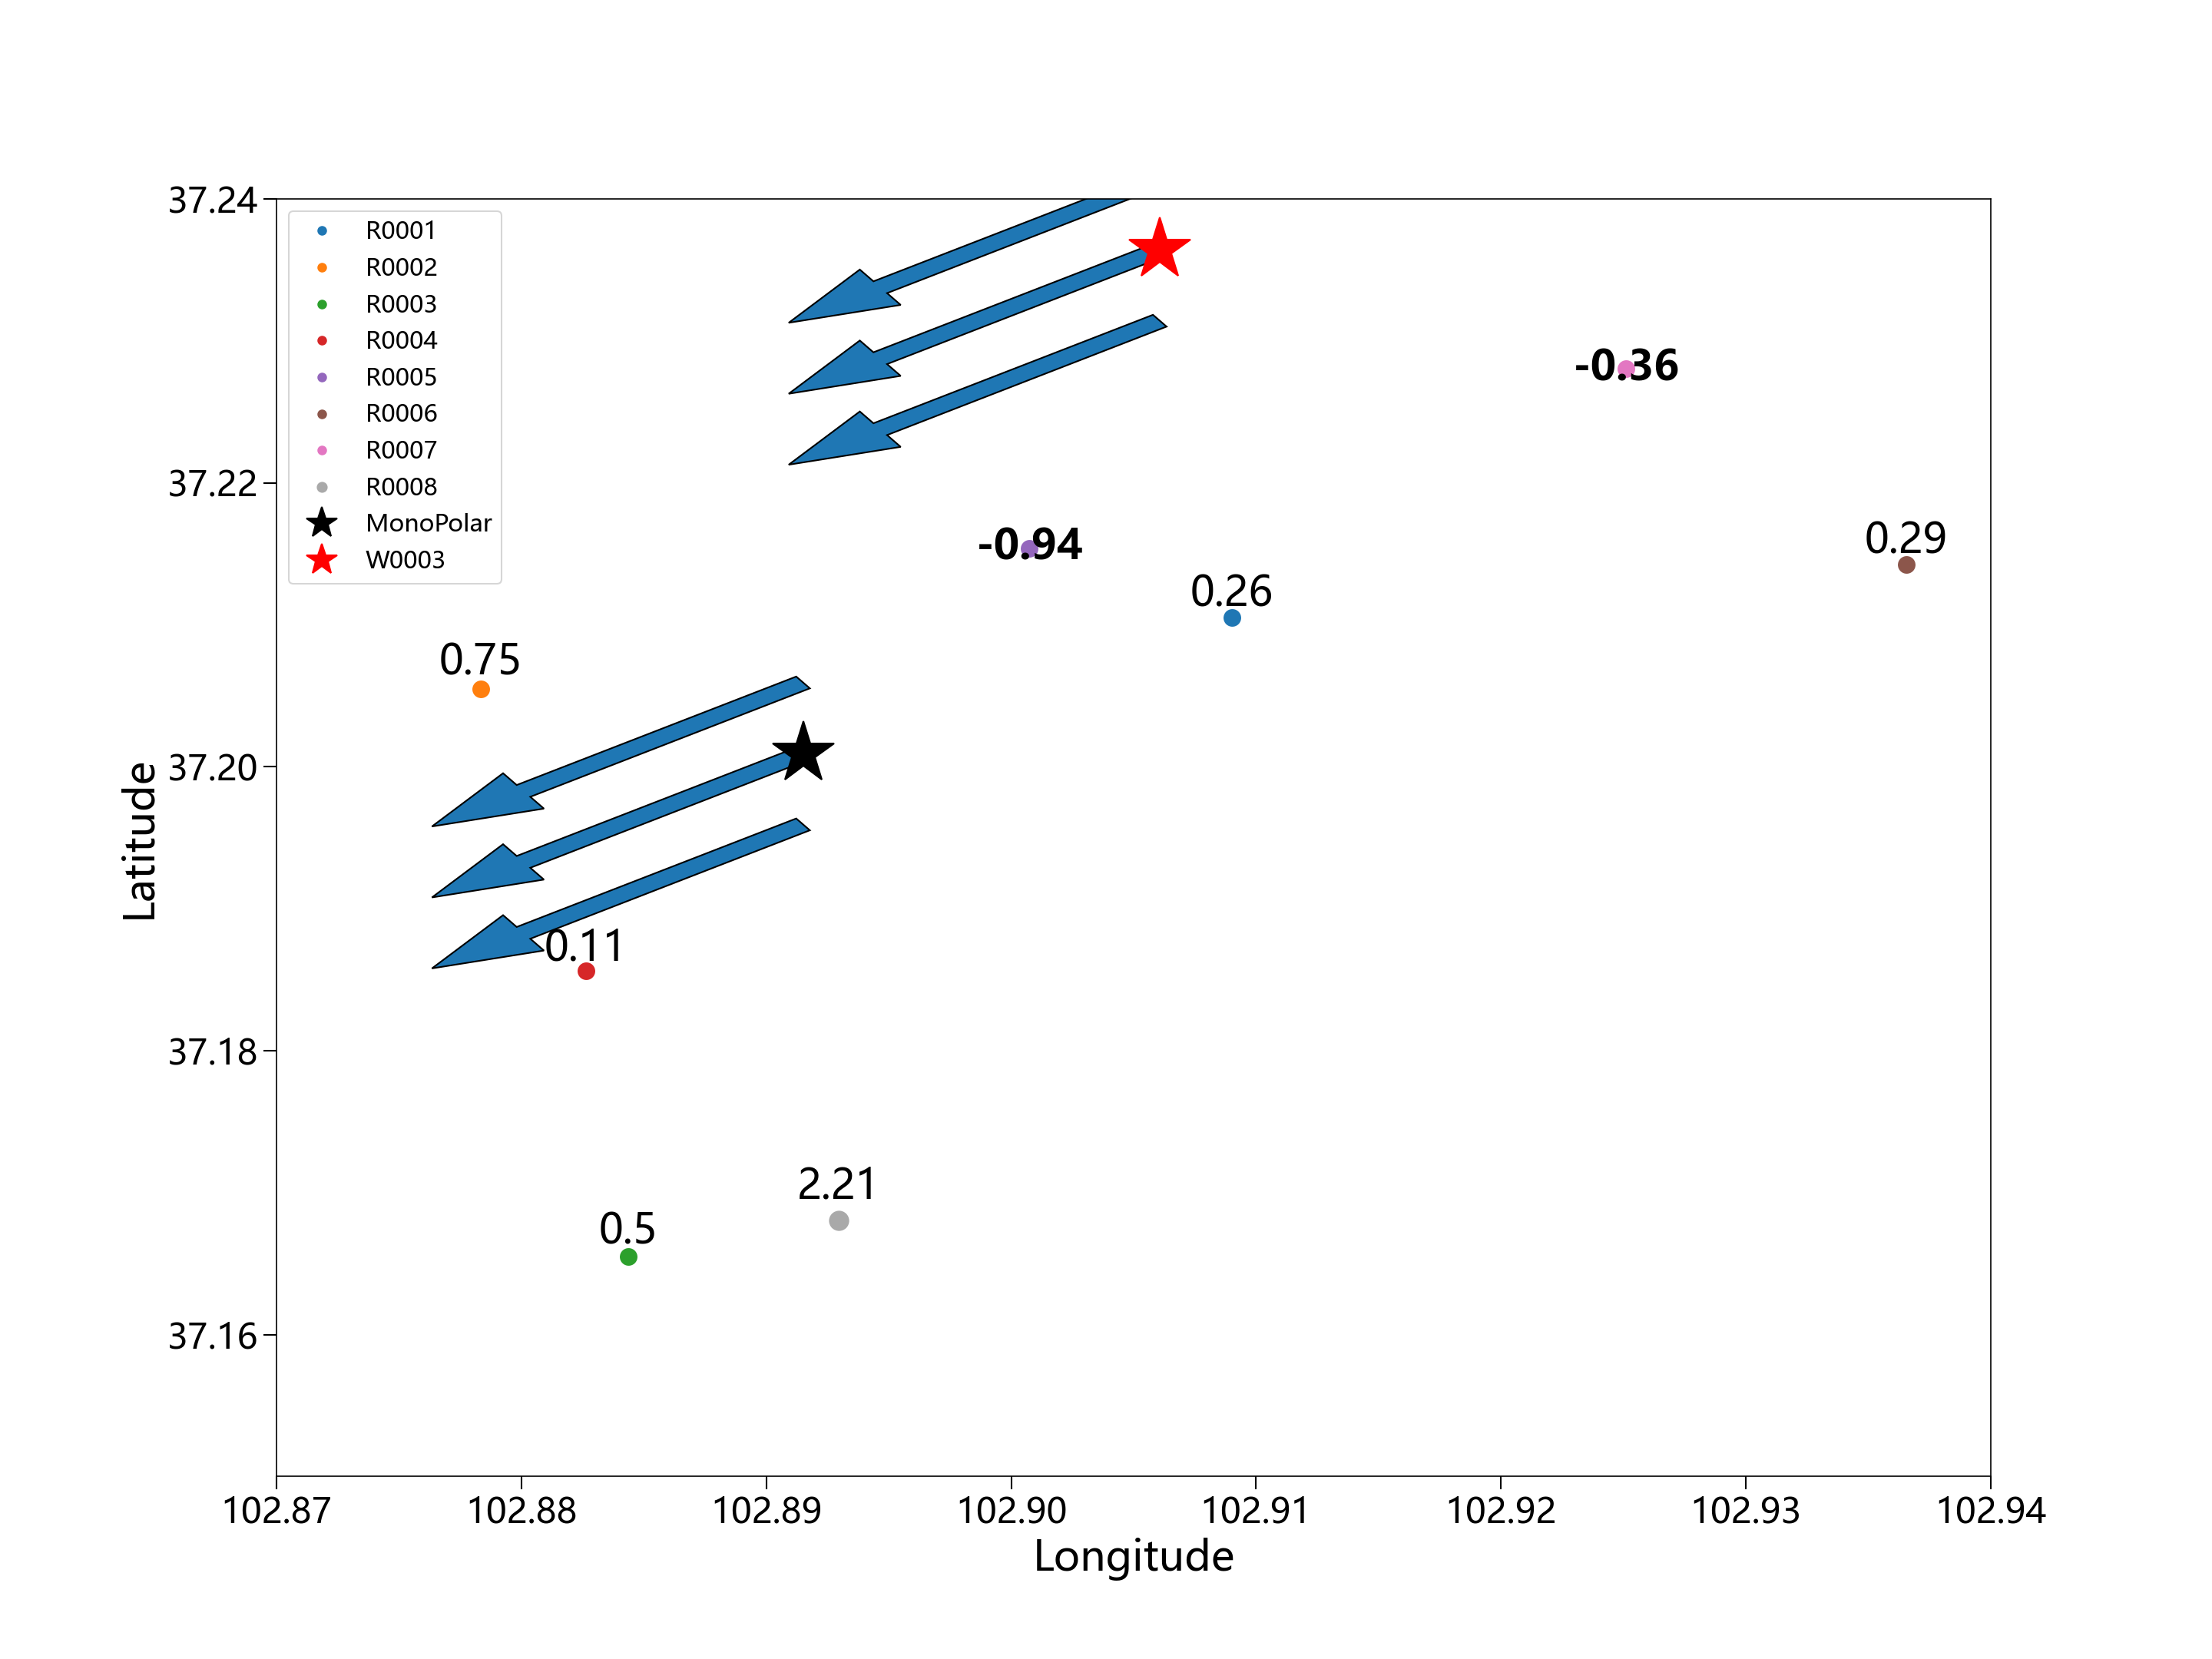 37.24
37.22
37.20
37.18
37.16
Latitude
R0001
R0002
R0003
R0004
R0005
R0006
R0007
R0008
MonoPolar
W0003
-0.36
-0.94
0.29
0.26
0.75
0.11
2.21
0.5
102.87 102.88 102.89 102.90 102.91 102.92 102.93 102.94
Longitude